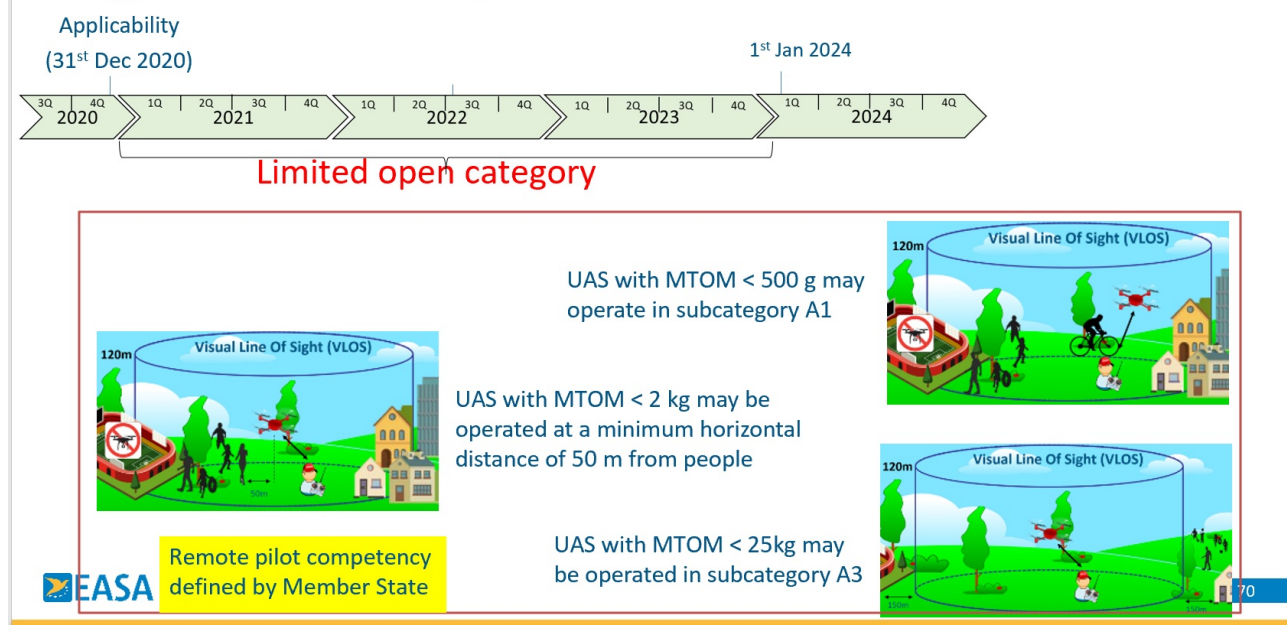 Applicability
(31st Dec 2020)
1st Jan 2024
3Q 4Q 1Q 2Q 3Q 4Q 1Q 2Q 3Q 4Q 1Q 2Q 3Q 4Q 1Q 2Q 3Q 4Q
2020 2021 2022 2023 2024
Limited open category
120m
Visual Line Of Sight (VLOS)
UAS with MTOM < 500 g may
operate in subcategory A1
120m
Visual Line Of Sight (VLOS)
50m
UAS with MTOM < 2 kg may be
operated at a minimum horizontal
distance of 50 m from people
120m
Visual Line Of Sight (VLOS)
150m
150m
UAS with MTOM < 25kg may
be operated in subcategory A3
Remote pilot competency
defined by Member State
EASA
70